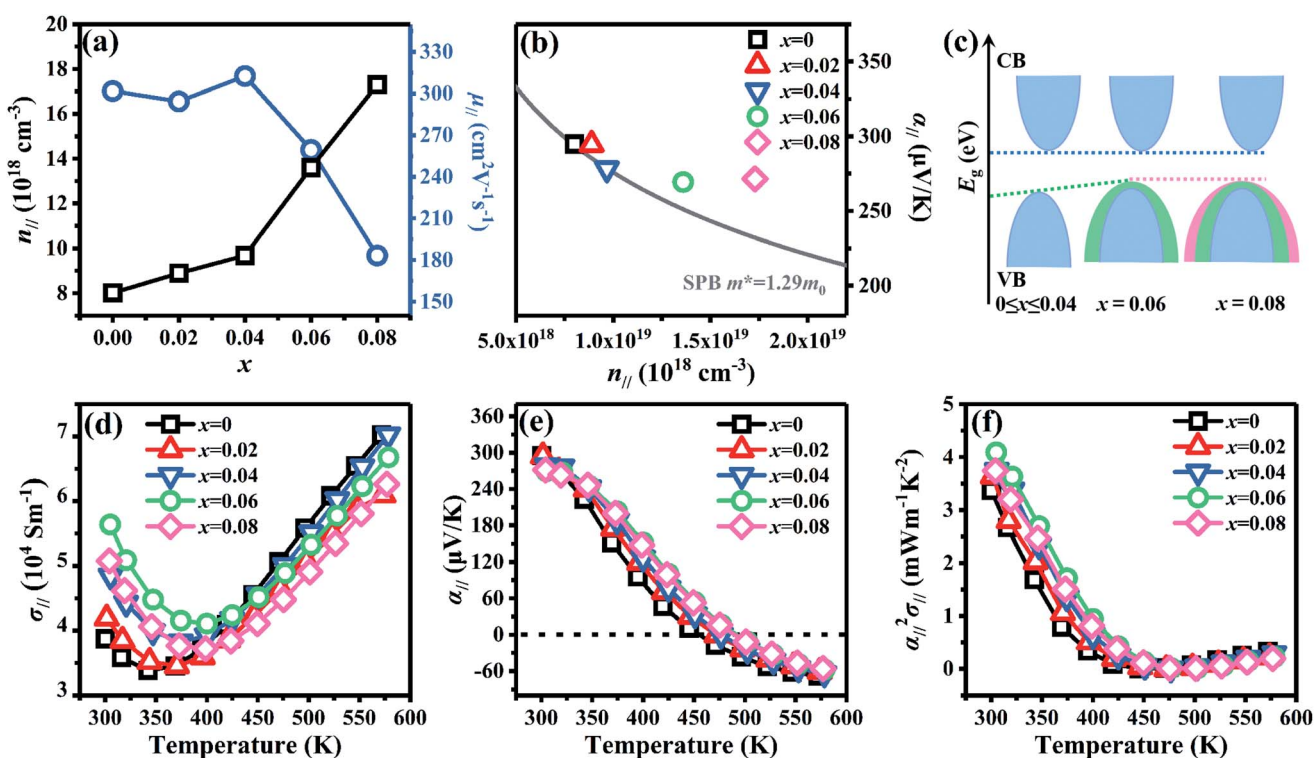 (a)
20
18
16
14
12
10
8
n// (10^18 cm^-3)
330
300
270
240
210
180
150
μ// (cm^2V^-1s^-1)
0.00 0.02 0.04 0.06 0.08
x
(b)
x=0
x=0.02
x=0.04
x=0.06
x=0.08
350
300
250
200
α// (μV/K)
SPB m*=1.29m_0
5.0x10^18 1.0x10^19 1.5x10^19 2.0x10^19
n// (10^18 cm^-3)
(c)
CB
E_g (eV)
VB
0≤x≤0.04 x = 0.06 x = 0.08
(d)
x=0
x=0.02
x=0.04
x=0.06
x=0.08
7
6
5
4
3
σ// (10^4 Sm^-1)
300 350 400 450 500 550 600
Temperature (K)
(e)
x=0
x=0.02
x=0.04
x=0.06
x=0.08
360
300
240
180
120
60
0
-60
α// (μV/K)
300 350 400 450 500 550 600
Temperature (K)
(f)
x=0
x=0.02
x=0.04
x=0.06
x=0.08
5
4
3
2
1
0
α//^2σ// (mWm^-1K^-2)
300 350 400 450 500 550 600
Temperature (K)